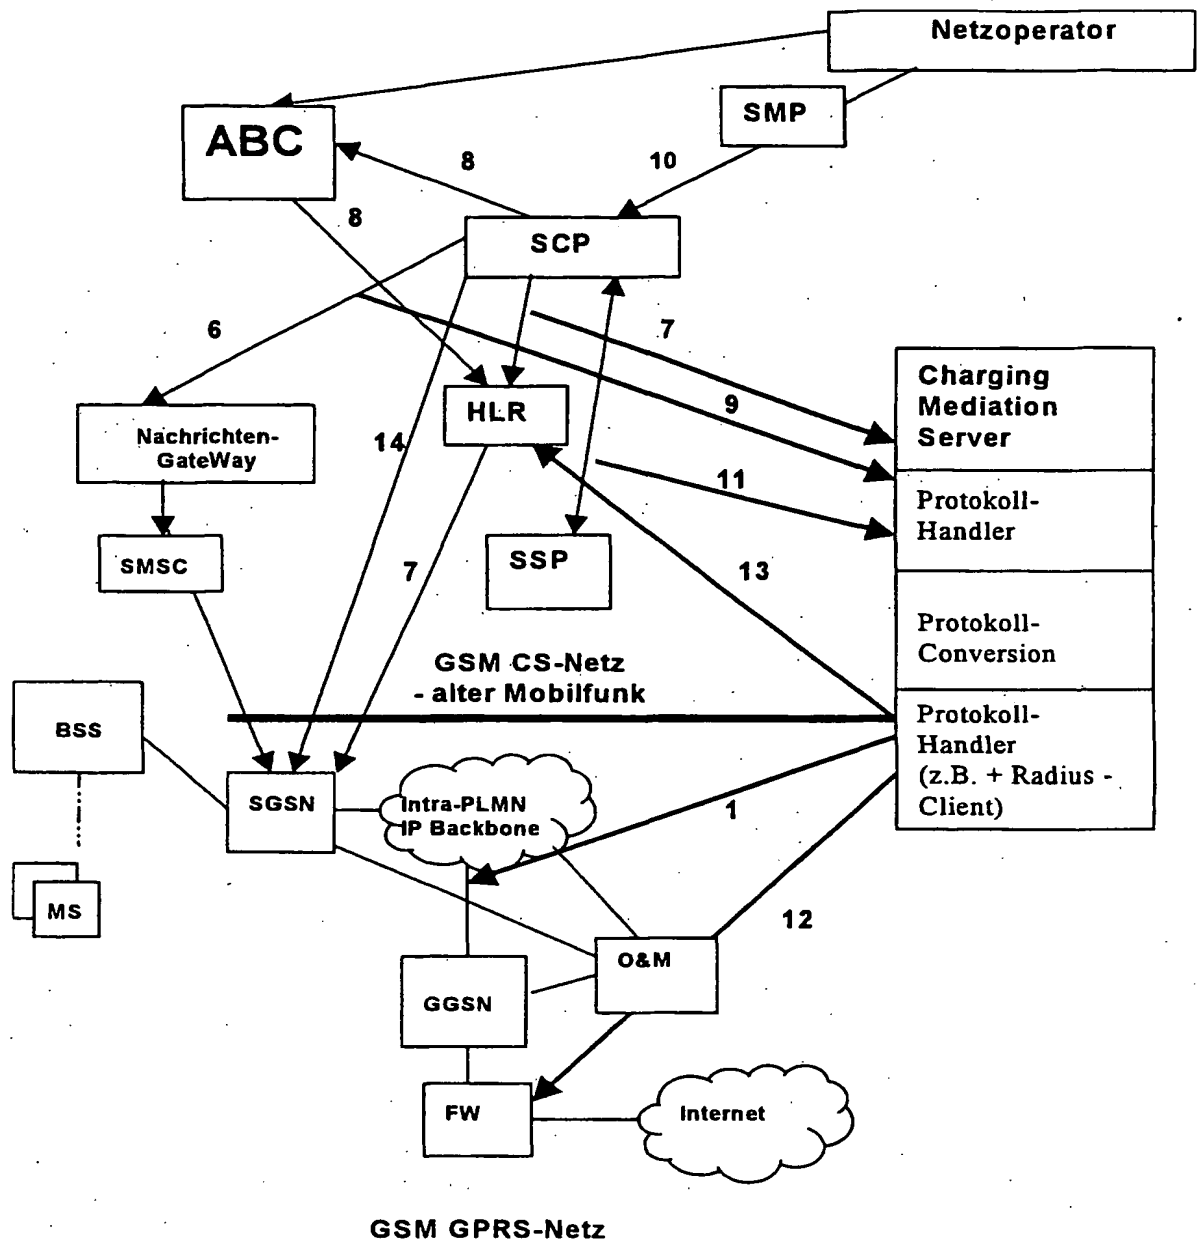 Netzoperator
SMP
ABC
8
10
8
SCP
6
7
Charging
Mediation
Server
HLR
9
Nachrichten-
GateWay
14
11
Protokoll-
Handler
SMSC
SSP
7
13
Protokoll-
Conversion
GSM CS-Netz
- alter Mobilfunk
BSS
Protokoll-
Handler
(z.B. + Radius -
Client)
SGSN
Intra-PLMN
IP Backbone
1
MS
12
O&M
GGSN
FW
Internet
GSM GPRS-Netz